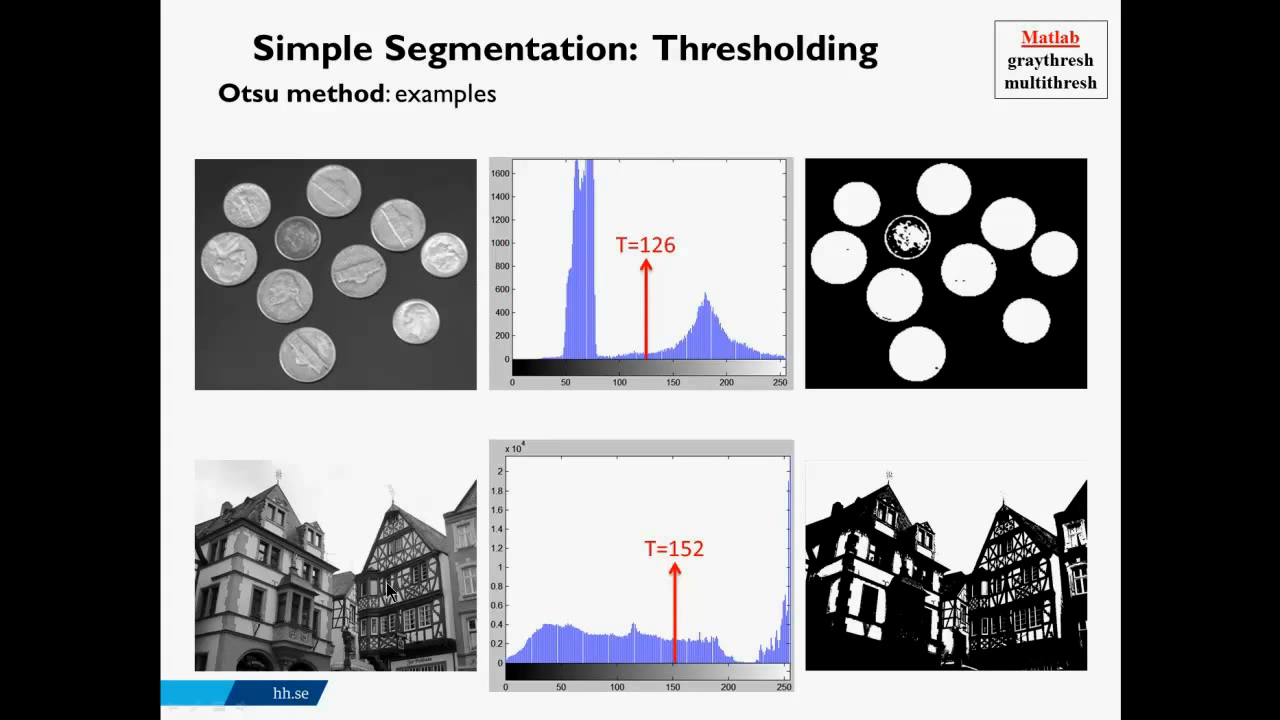 Simple Segmentation: Thresholding
Matlab
graythresh
multithresh
Otsu method: examples
1600
1400
1200
1000
800
600
400
200
0
T=126
0 50 100 150 200 250
x 10^4
2
1.8
1.6
1.4
1.2
1
0.8
0.6
0.4
0.2
0
T=152
0 50 100 150 200 250
hh.se